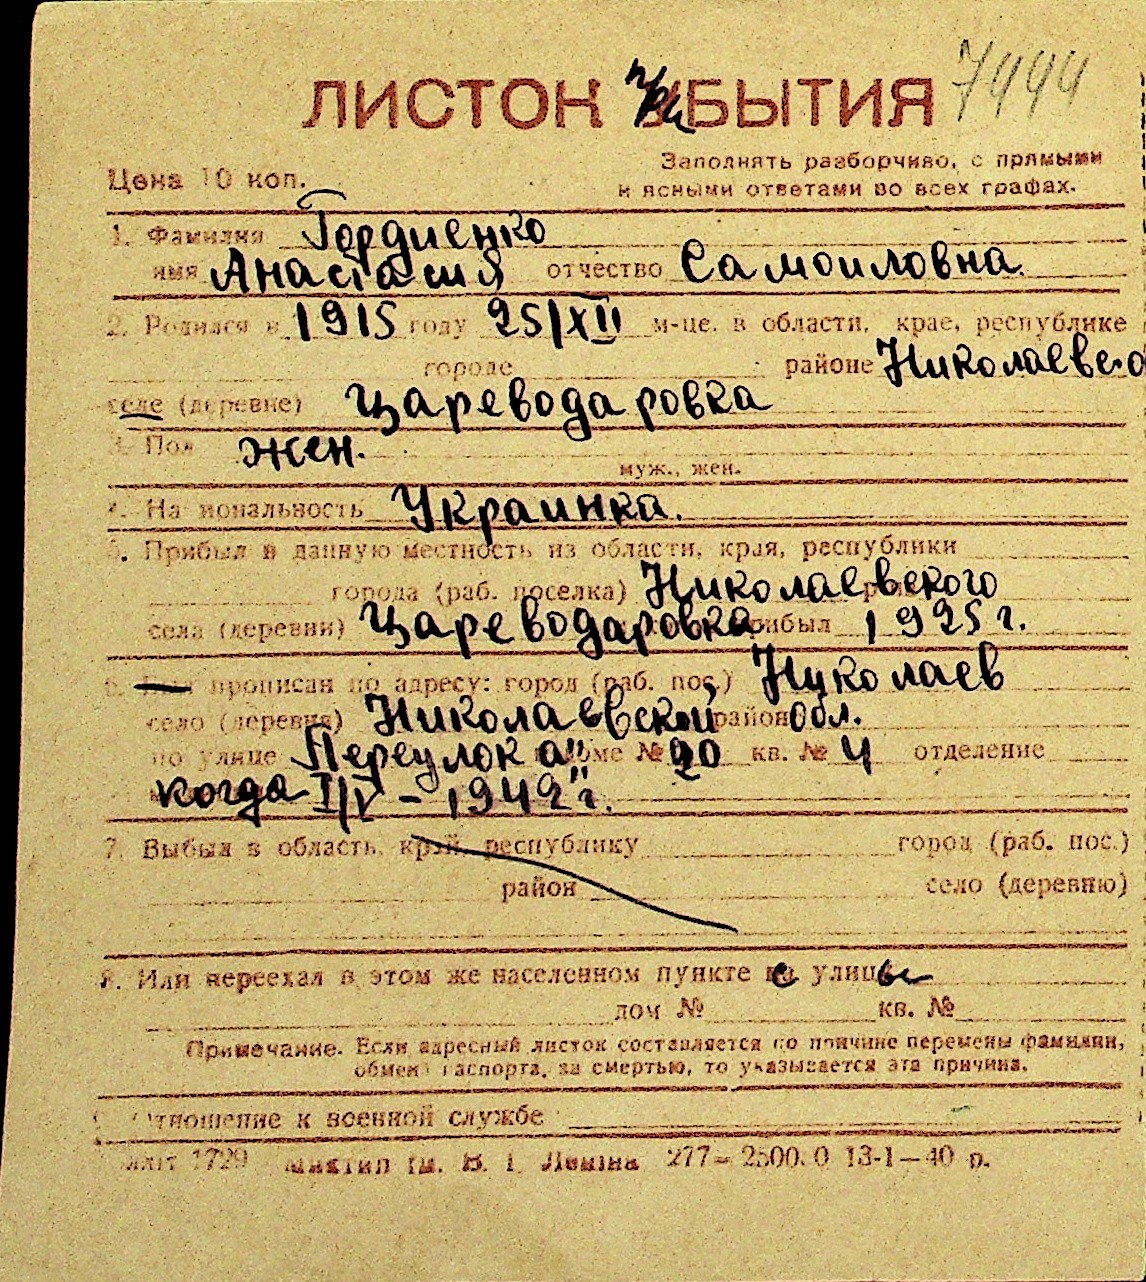 7444
ЛИСТОК прибЫТИЯ
Цена 10 коп.
Заполнять разборчиво, с прямыми
и ясными ответами во всех графах.
1. Фамилия Гордиенко
имя Анастасия отчество Самоиловна.
2. Родился в 1915 году 25/XII м-це, в области, крае, республике
городе районе Николаевск
селе (деревне) Цареводаровка
3. Пол жен.
муж., жен.
4. Национальность Украинка.
5. Прибыл в данную местность из области, края, республики
города (раб. поселка) Николаевского
села (деревни) Цареводаровка прибыл 1925 г.
6. прописан по адресу: город (раб. пос.) Николаев
село (деревня) Николаевской район Обл.
по улице Переулок а" доме № 20 кв. № 4 отделение
когда I/IV - 1942 г.
7. Выбыл в область, край, республику город (раб. пос.)
район село (деревню)
8. Или переехал в этом же населенном пункте с улицы
дом № кв. №
Примечание. Если адресный листок составляется по причине перемены фамилии,
обмена паспорта, за смертью, то указывается эта причина.
Отношение к военной службе
1729 им. В. І. Леніна 277—2500.0 13-1—40 р.